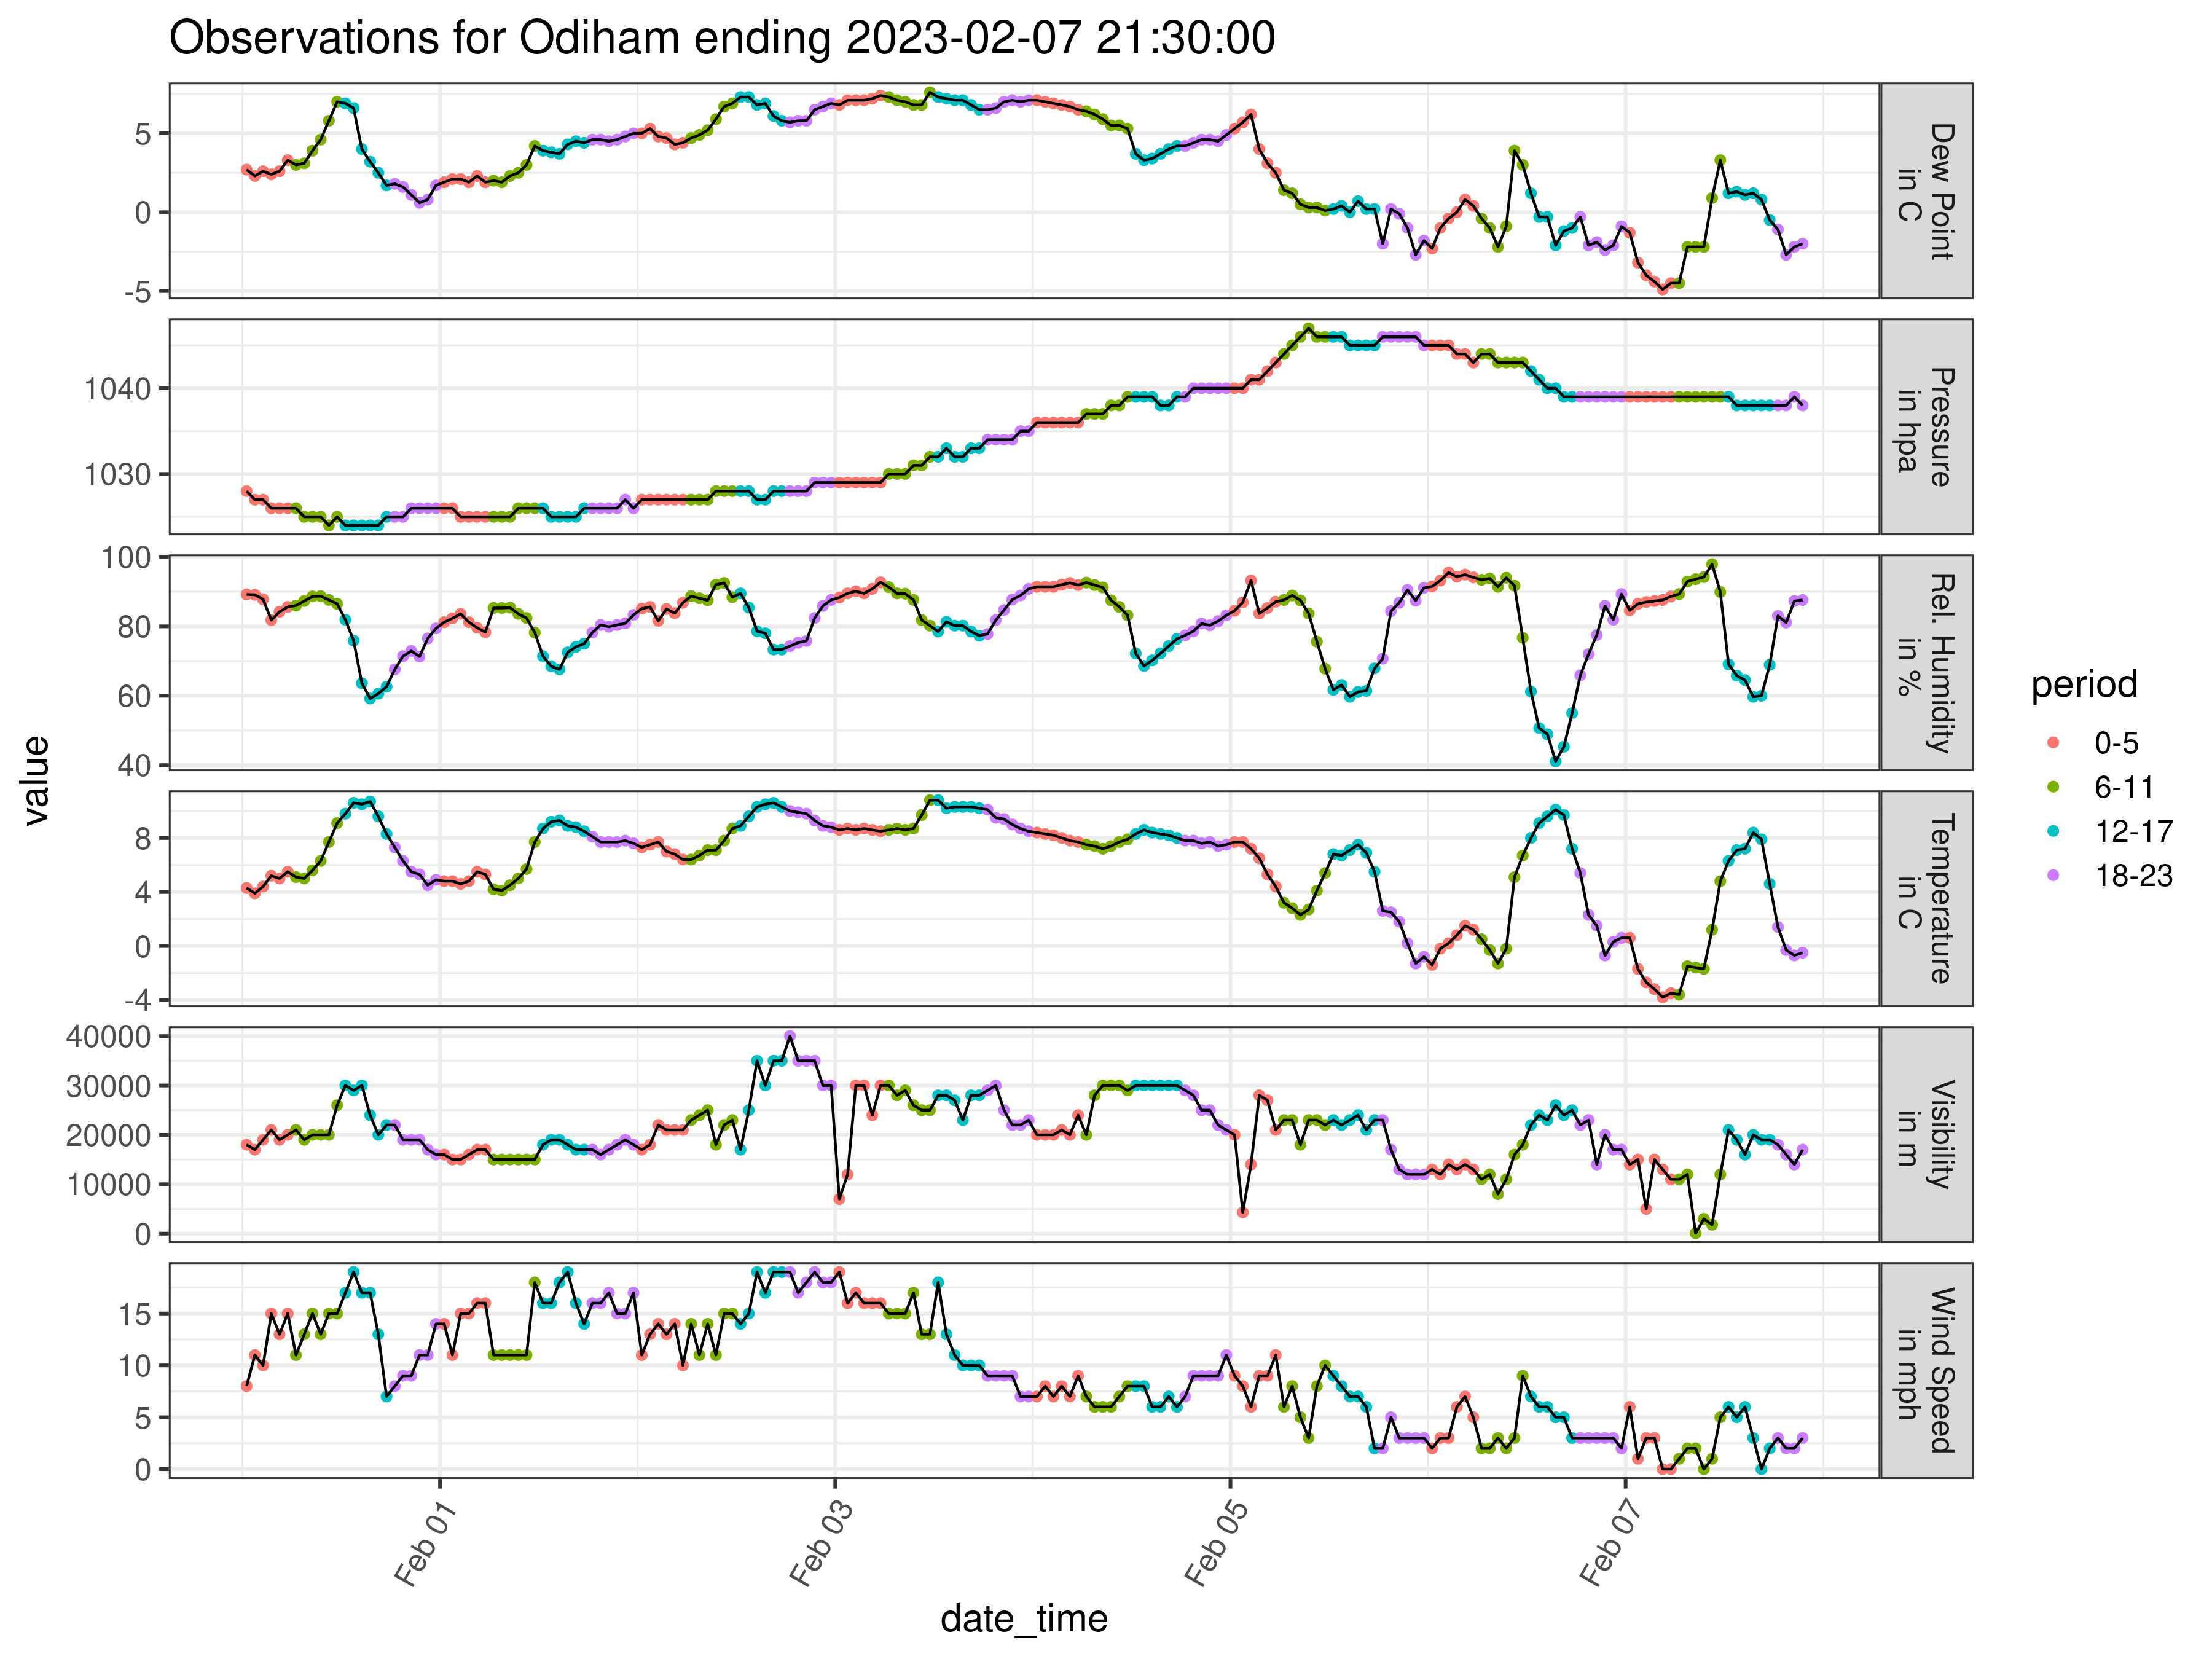 Observations for Odiham ending 2023-02-07 21:30:00
value
5
0
-5
Dew Point
in C
1040
1030
Pressure
in hpa
100
80
60
40
Rel. Humidity
in %
8
4
0
-4
Temperature
in C
40000
30000
20000
10000
0
Visibility
in m
15
10
5
0
Wind Speed
in mph
Feb 01
Feb 03
Feb 05
Feb 07
date_time
period
0-5
6-11
12-17
18-23